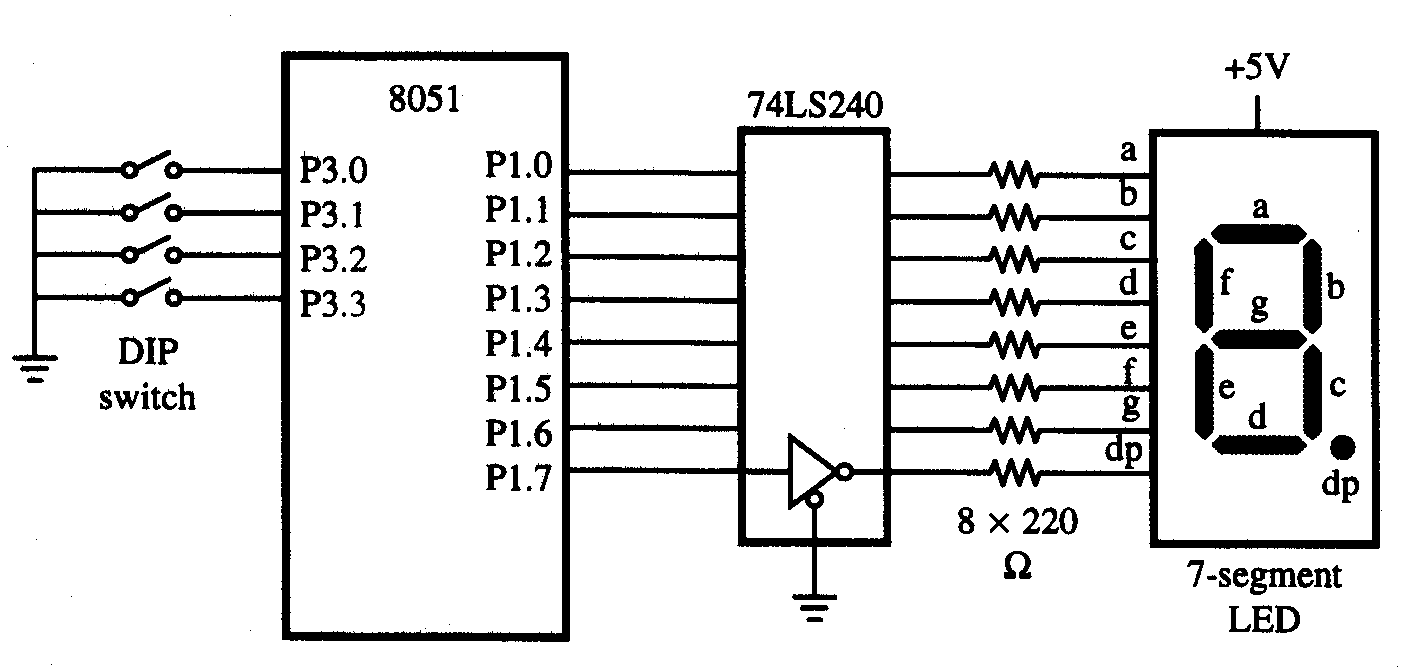 +5V
8051
74LS240
P3.0
P3.1
P3.2
P3.3
P1.0
P1.1
P1.2
P1.3
P1.4
P1.5
P1.6
P1.7
DIP
switch
a
b
c
d
e
f
g
dp
8 × 220
Ω
a
f
b
g
e
c
d
dp
7-segment
LED